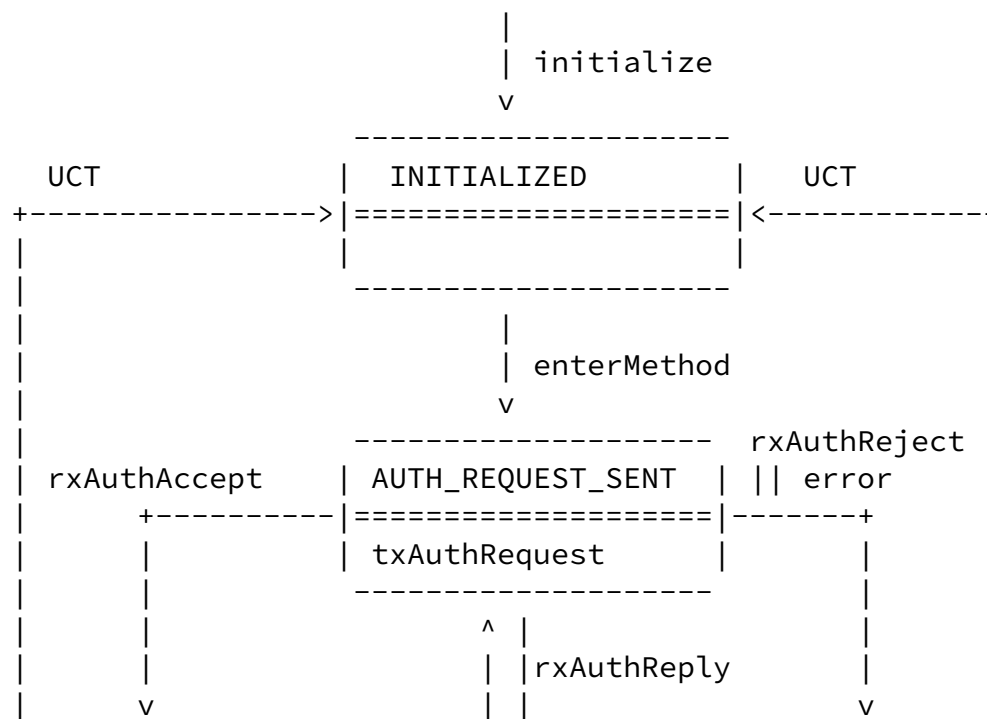 |
                           | initialize
                           v
                   ---------------------
  UCT             |  INITIALIZED        |   UCT
+---------------->|=====================|<-------------
|                 |                     |
|                  ---------------------
|                          |
|                          | enterMethod
|                          v
|                  --------------------  rxAuthReject
| rxAuthAccept    | AUTH_REQUEST_SENT  | || error
|      +----------|====================|-------+
|      |          | txAuthRequest      |       |
|      |           --------------------        |
|      |                  ^ |                  |
|      |                  | |rxAuthReply       |
|      v                  | |                  v